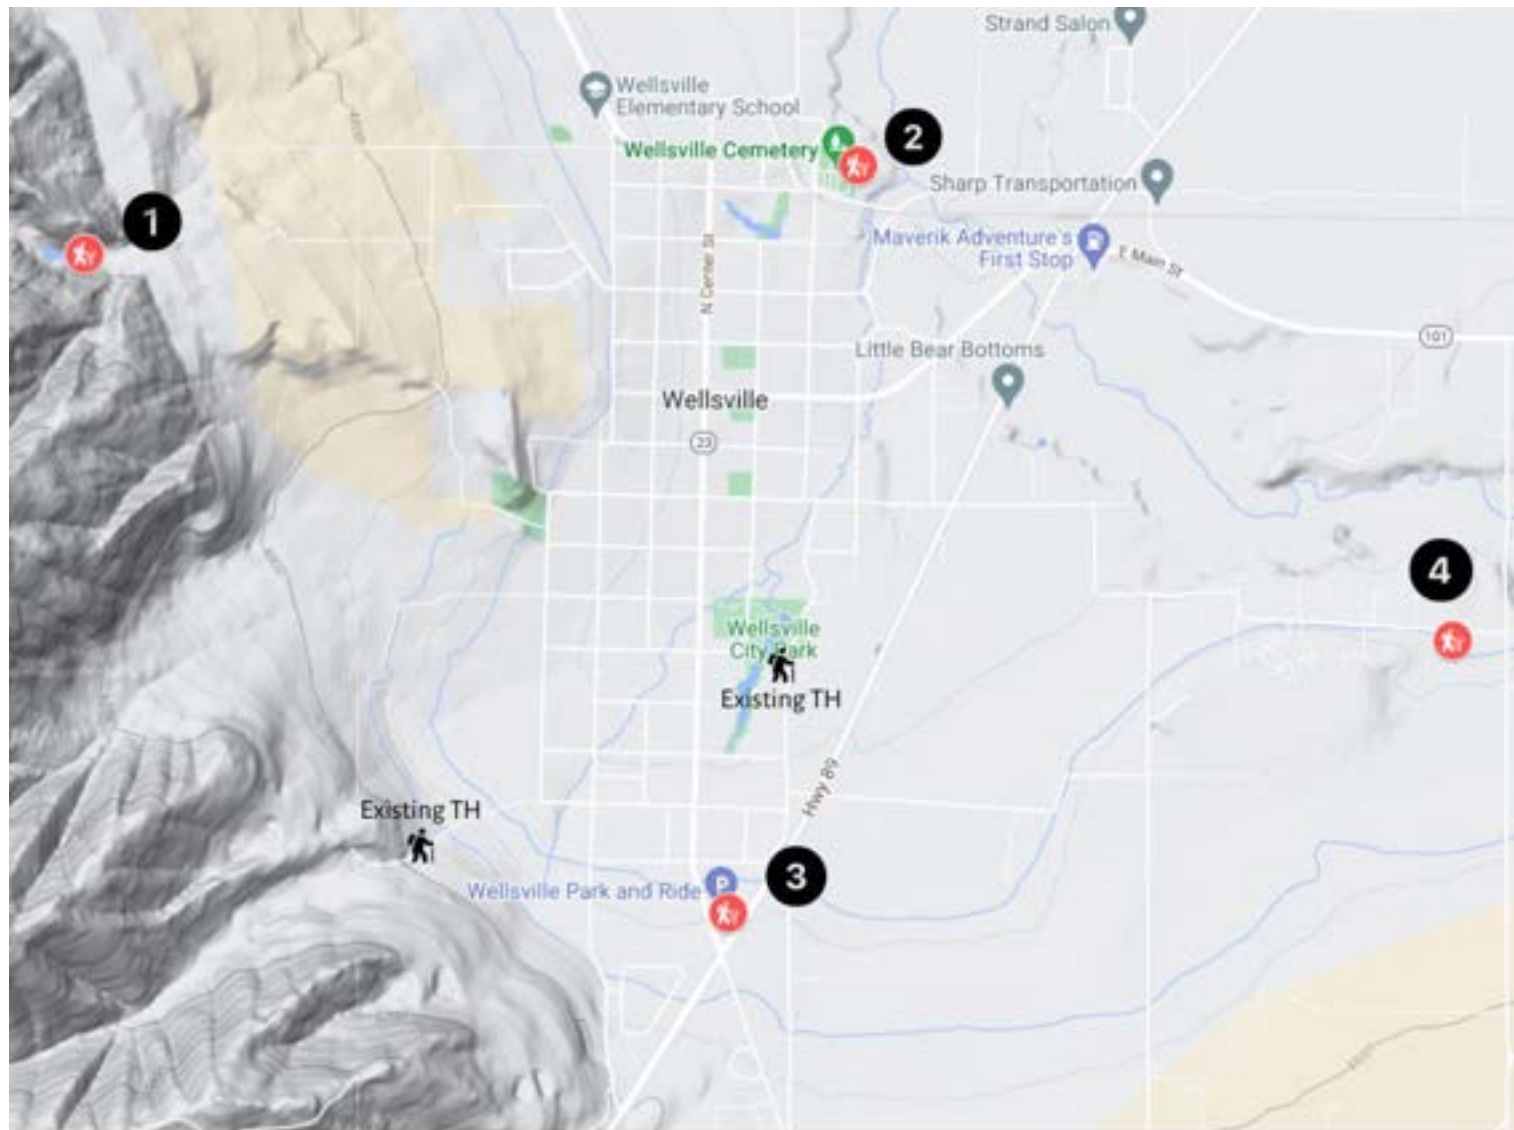 Strand Salon
Wellsville
Elementary School
2
Wellsville Cemetery
Sharp Transportation
1
Maverik Adventure's
First Stop
E Main St
N Center St
101
Little Bear Bottoms
Wellsville
23
4
Wellsville
City Park
Existing TH
Hwy 89
Existing TH
3
P
Wellsville Park and Ride